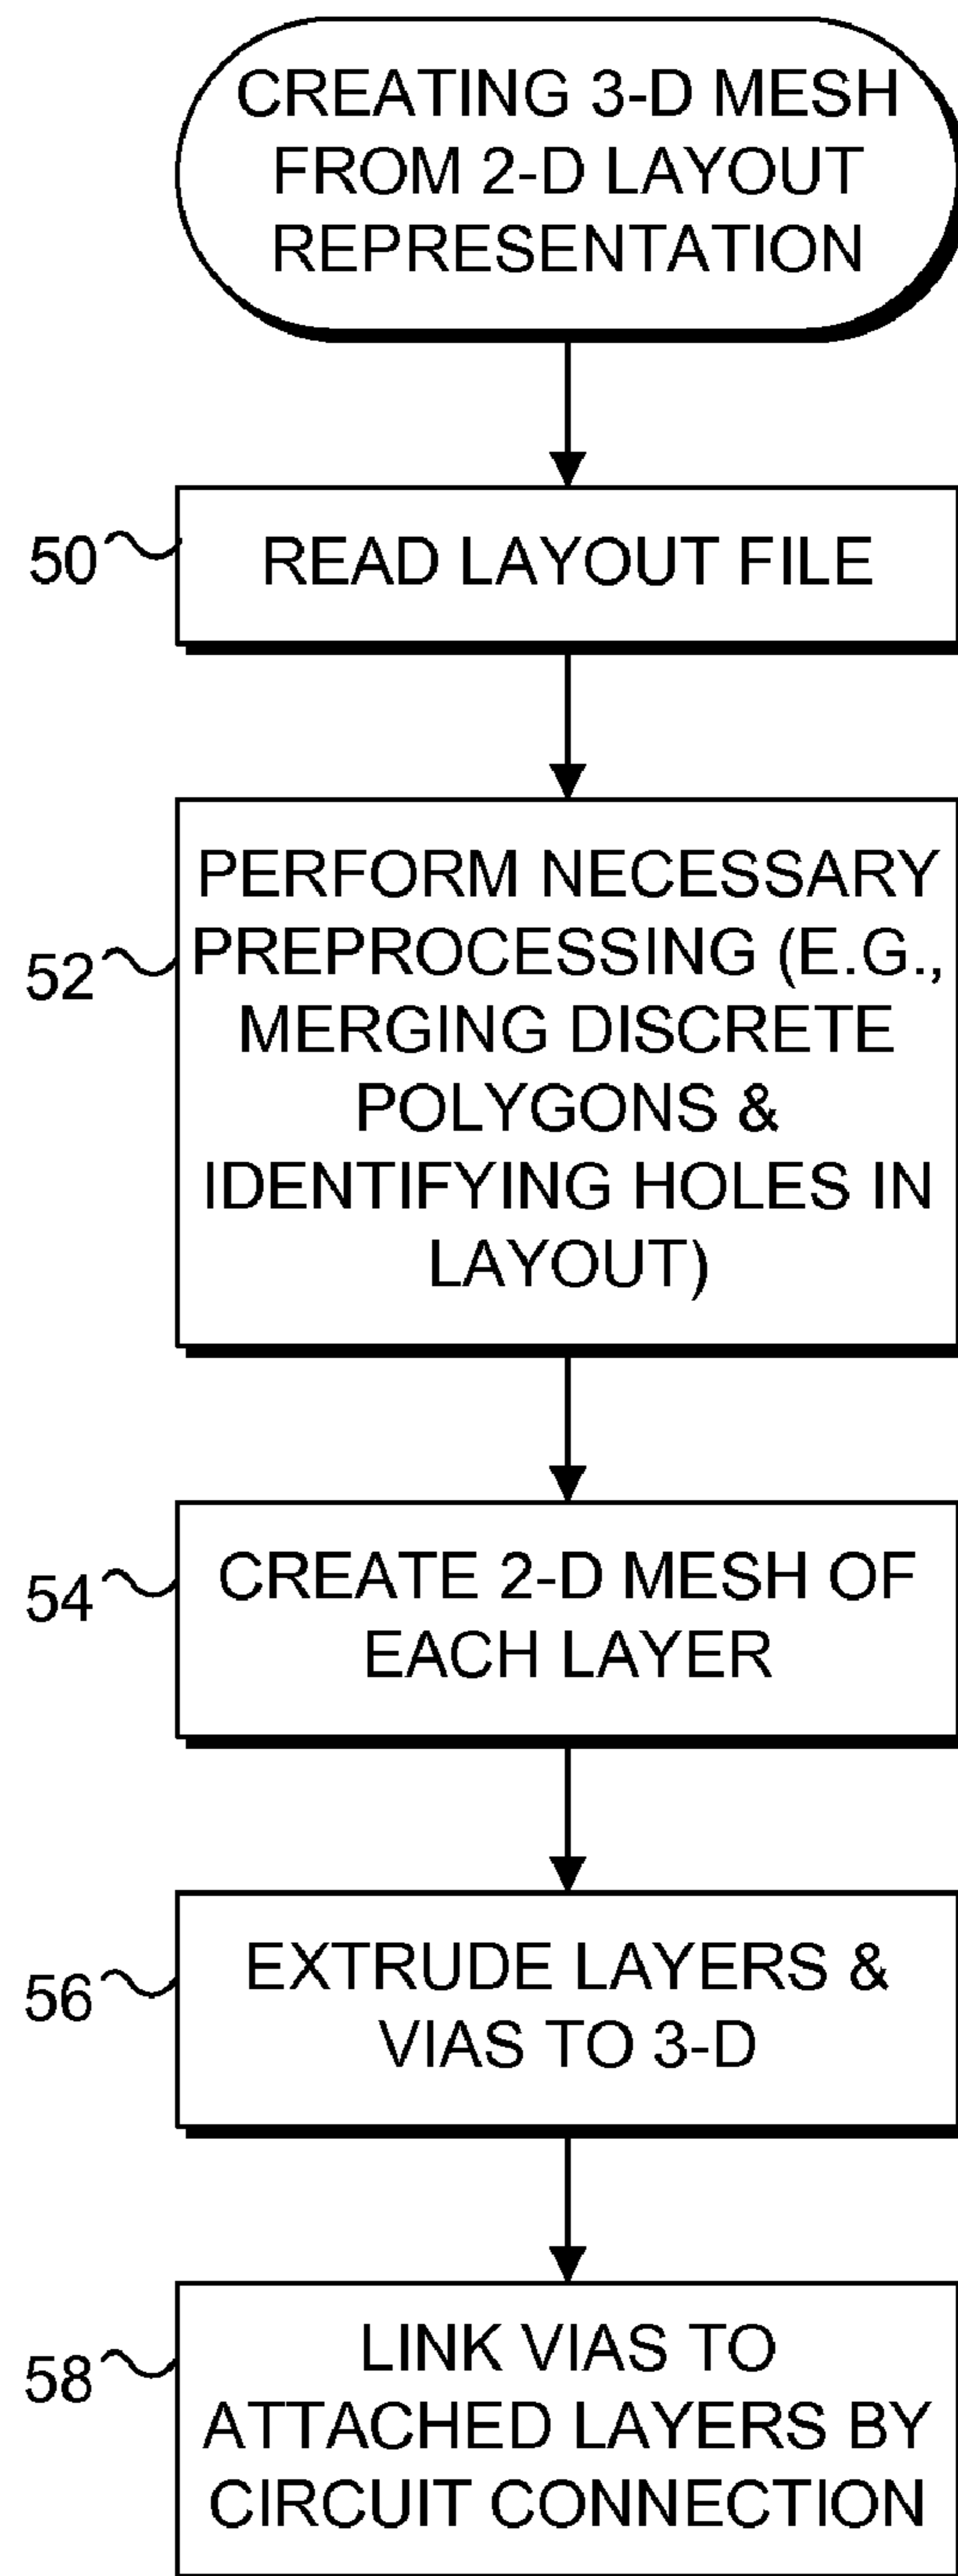 CREATING 3-D MESH
FROM 2-D LAYOUT
REPRESENTATION
50
READ LAYOUT FILE
52
PERFORM NECESSARY
PREPROCESSING (E.G.,
MERGING DISCRETE
POLYGONS &
IDENTIFYING HOLES IN
LAYOUT)
54
CREATE 2-D MESH OF
EACH LAYER
56
EXTRUDE LAYERS &
VIAS TO 3-D
58
LINK VIAS TO
ATTACHED LAYERS BY
CIRCUIT CONNECTION